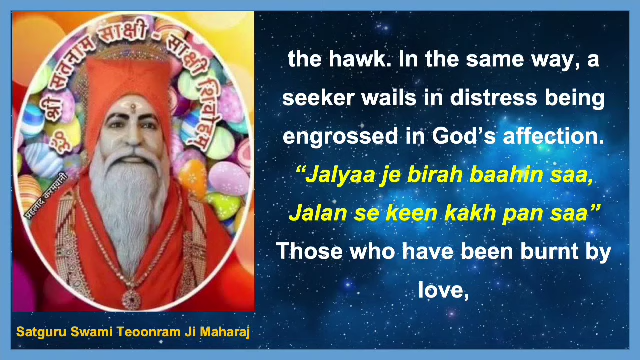 ॐ श्री सतनाम साक्षी - साक्षी शिवोहम् ॐ
the hawk. In the same way, a
seeker wails in distress being
engrossed in God's affection.
“Jalyaa je birah baahin saa,
Jalan se keen kakh pan saa”
Those who have been burnt by
love,
Satguru Swami Teoonram Ji Maharaj